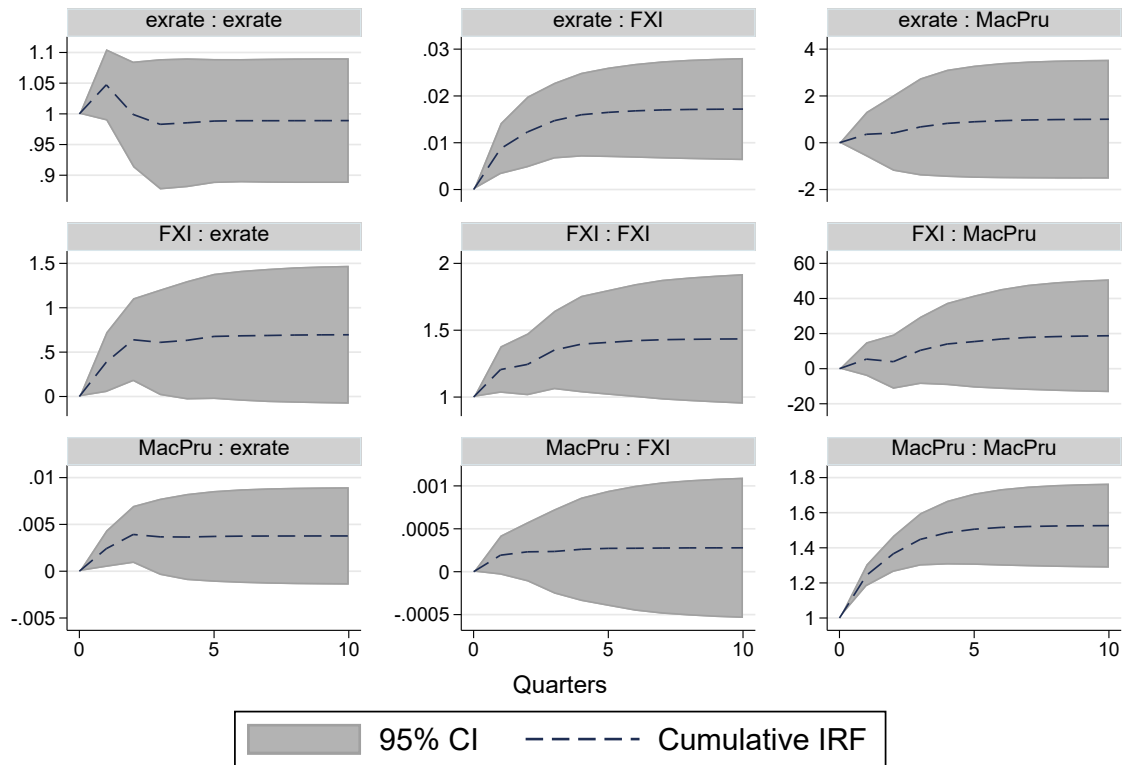 exrate : exrate
1.1
1.05
1
.95
.9
exrate : FXI
.03
.02
.01
0
exrate : MacPru
4
2
0
-2
FXI : exrate
1.5
1
.5
0
FXI : FXI
2
1.5
1
FXI : MacPru
60
40
20
0
-20
MacPru : exrate
.01
.005
0
-.005
0 5 10
MacPru : FXI
.001
.0005
0
-.0005
0 5 10
MacPru : MacPru
1.8
1.6
1.4
1.2
1
0 5 10
Quarters
95% CI Cumulative IRF